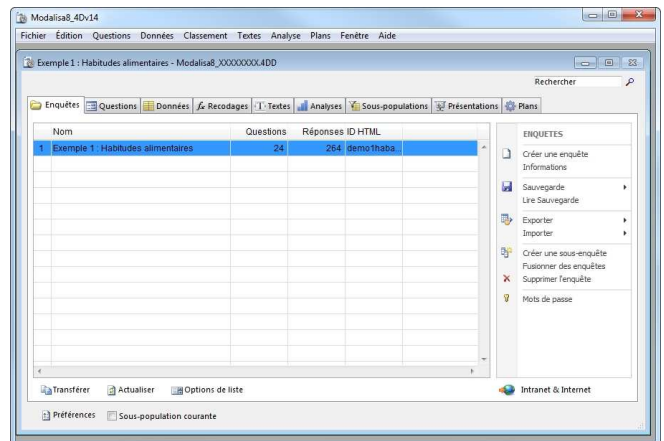 Modalisa8_4Dv14
Fichier Édition Questions Données Classement Textes Analyse Plans Fenêtre Aide
Exemple 1 : Habitudes alimentaires - Modalisa8_XXXXXXXX.4DD
Rechercher
Enquêtes Questions Données Recodages Textes Analyses Sous-populations Présentations Plans
Nom Questions Réponses ID HTML
1 Exemple 1 : Habitudes alimentaires 24 264 demo1haba...
ENQUETES
Créer une enquête
Informations
Sauvegarde
Lire Sauvegarde
Exporter
Importer
Créer une sous-enquête
Fusionner des enquêtes
Supprimer l'enquête
Mots de passe
Transférer Actualiser Options de liste Intranet & Internet
Préférences Sous-population courante